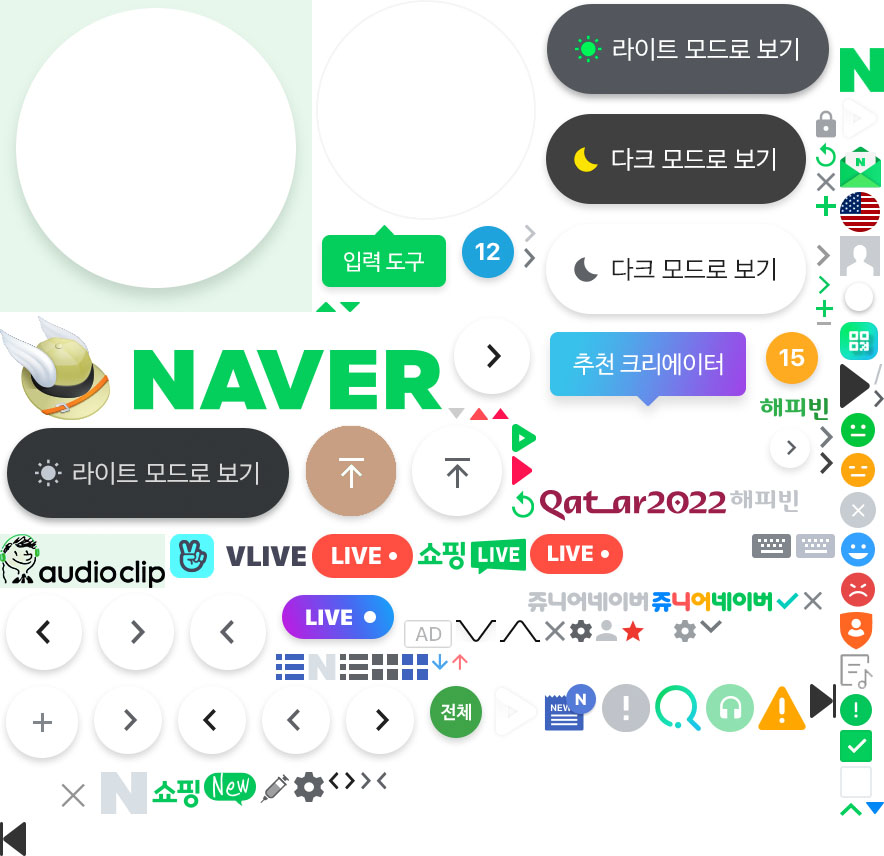 라이트 모드로 보기
N
다크 모드로 보기
N
입력 도구
12
다크 모드로 보기
NAVER
추천 크리에이터
15
해피빈
라이트 모드로 보기
Qatar2022
해피빈
audioclip
VLIVE
LIVE
쇼핑
LIVE
LIVE
쥬니어네이버
쥬니어네이버
LIVE
AD
N
전체
NEWS
N
N
쇼핑
New